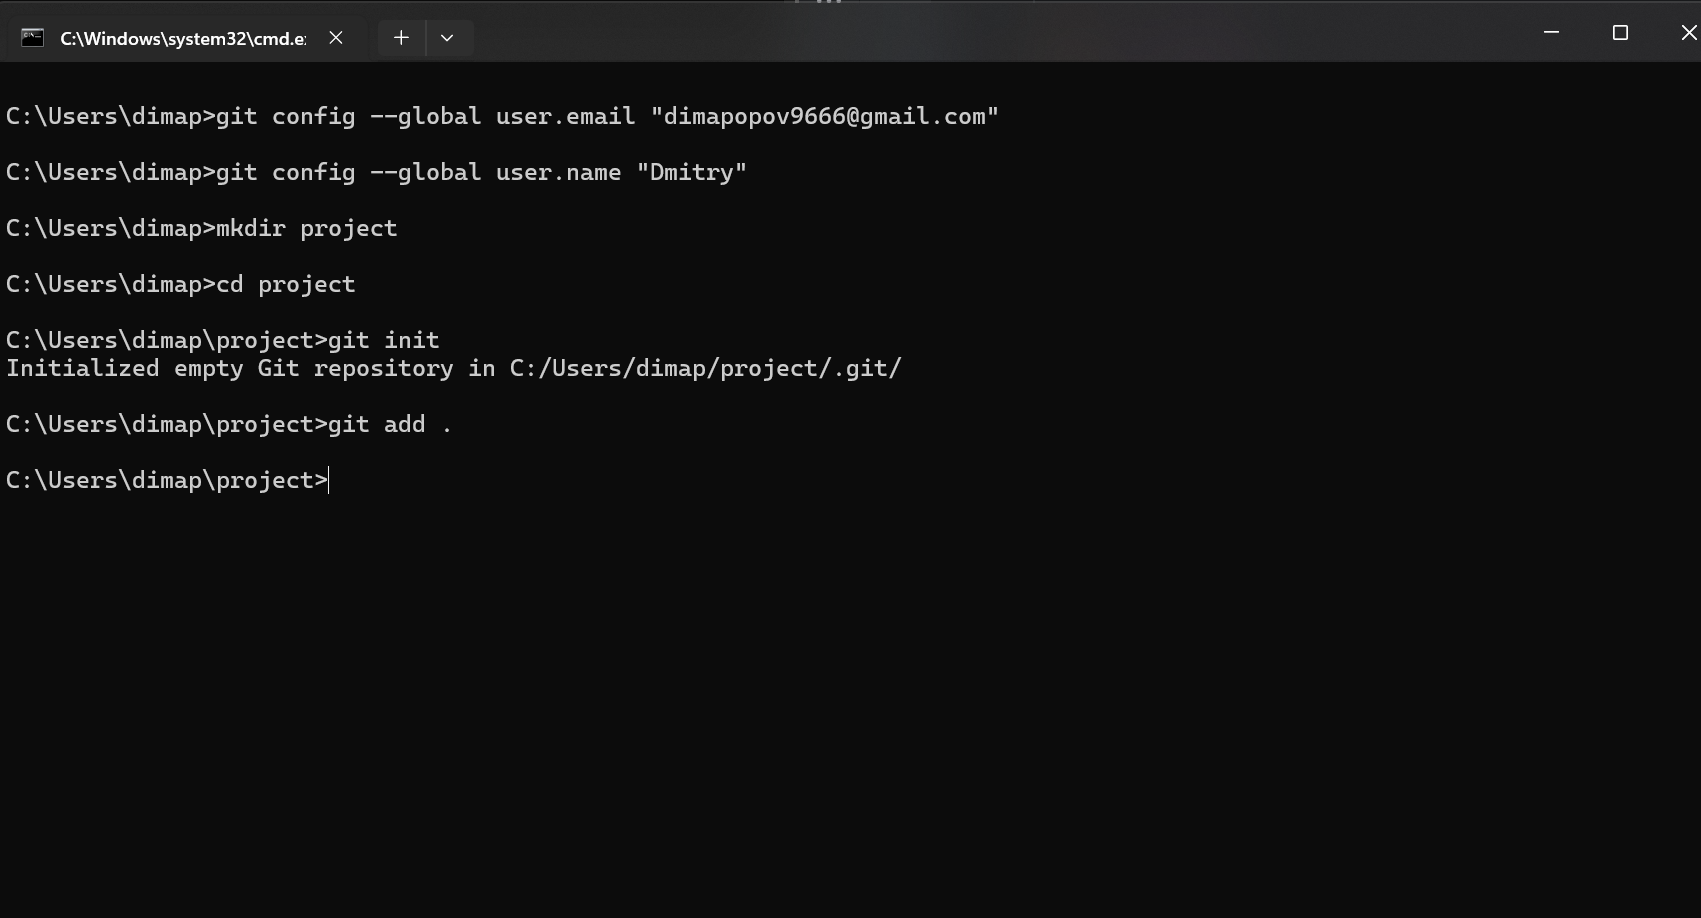 C:\Windows\system32\cmd.e
C:\Users\dimap>git config --global user.email "dimapopov9666@gmail.com"
C:\Users\dimap>git config --global user.name "Dmitry"
C:\Users\dimap>mkdir project
C:\Users\dimap>cd project
C:\Users\dimap\project>git init
Initialized empty Git repository in C:/Users/dimap/project/.git/
C:\Users\dimap\project>git add .
C:\Users\dimap\project>